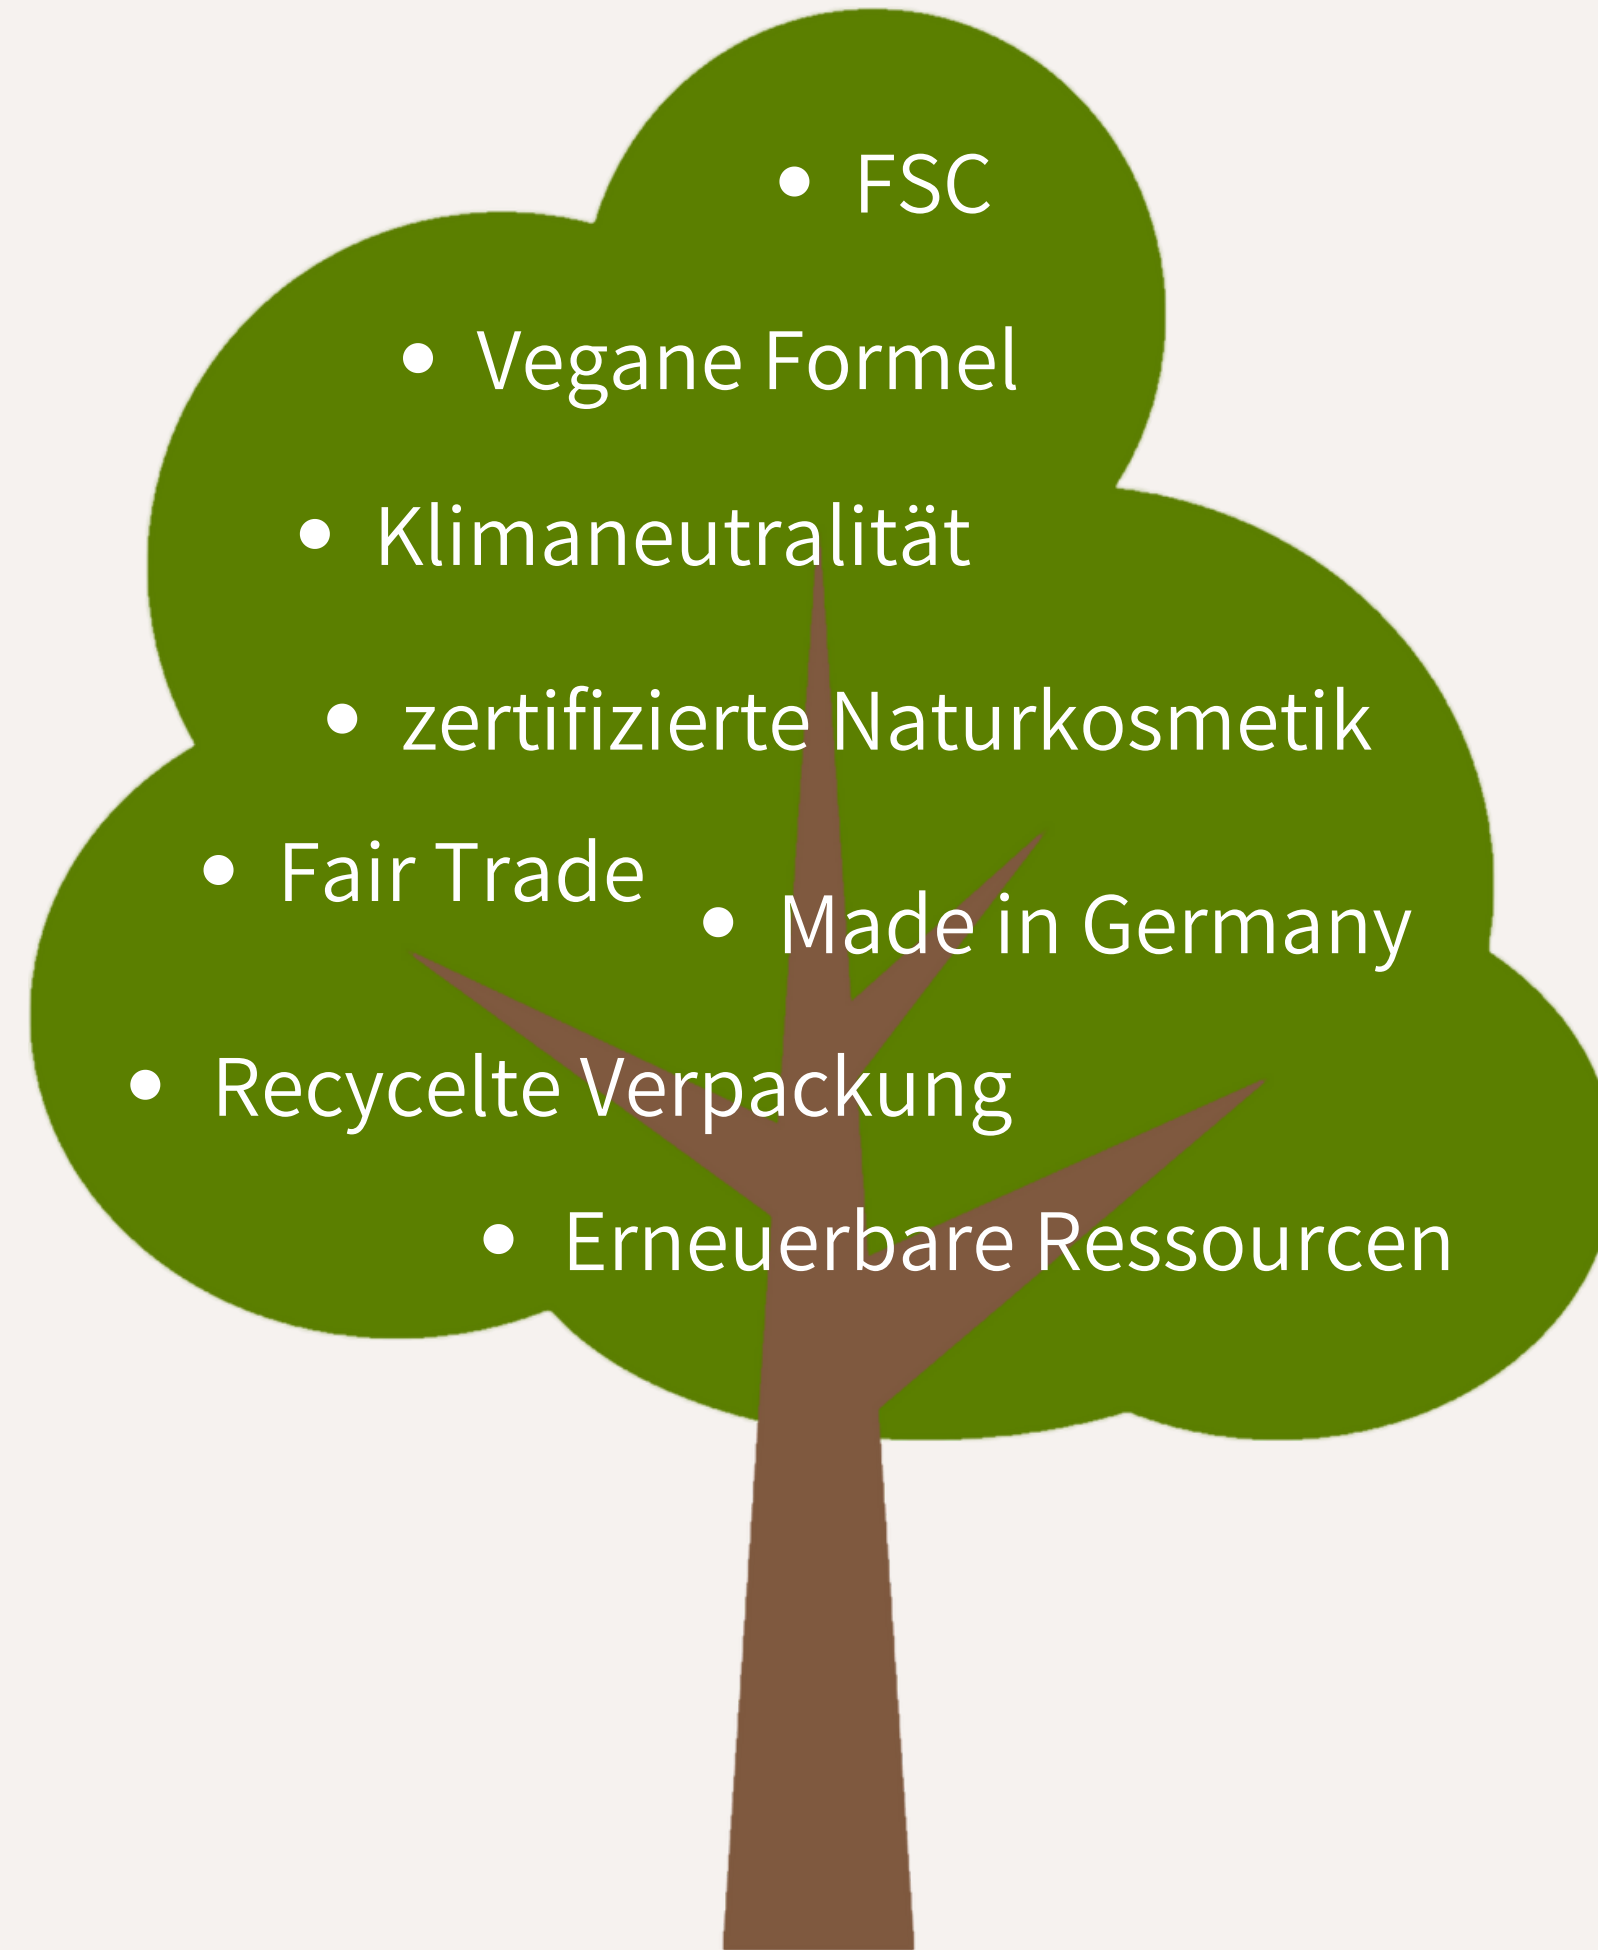 • FSC
• Vegane Formel
• Klimaneutralität
• zertifizierte Naturkosmetik
• Fair Trade
• Made in Germany
• Recycelte Verpackung
• Erneuerbare Ressourcen